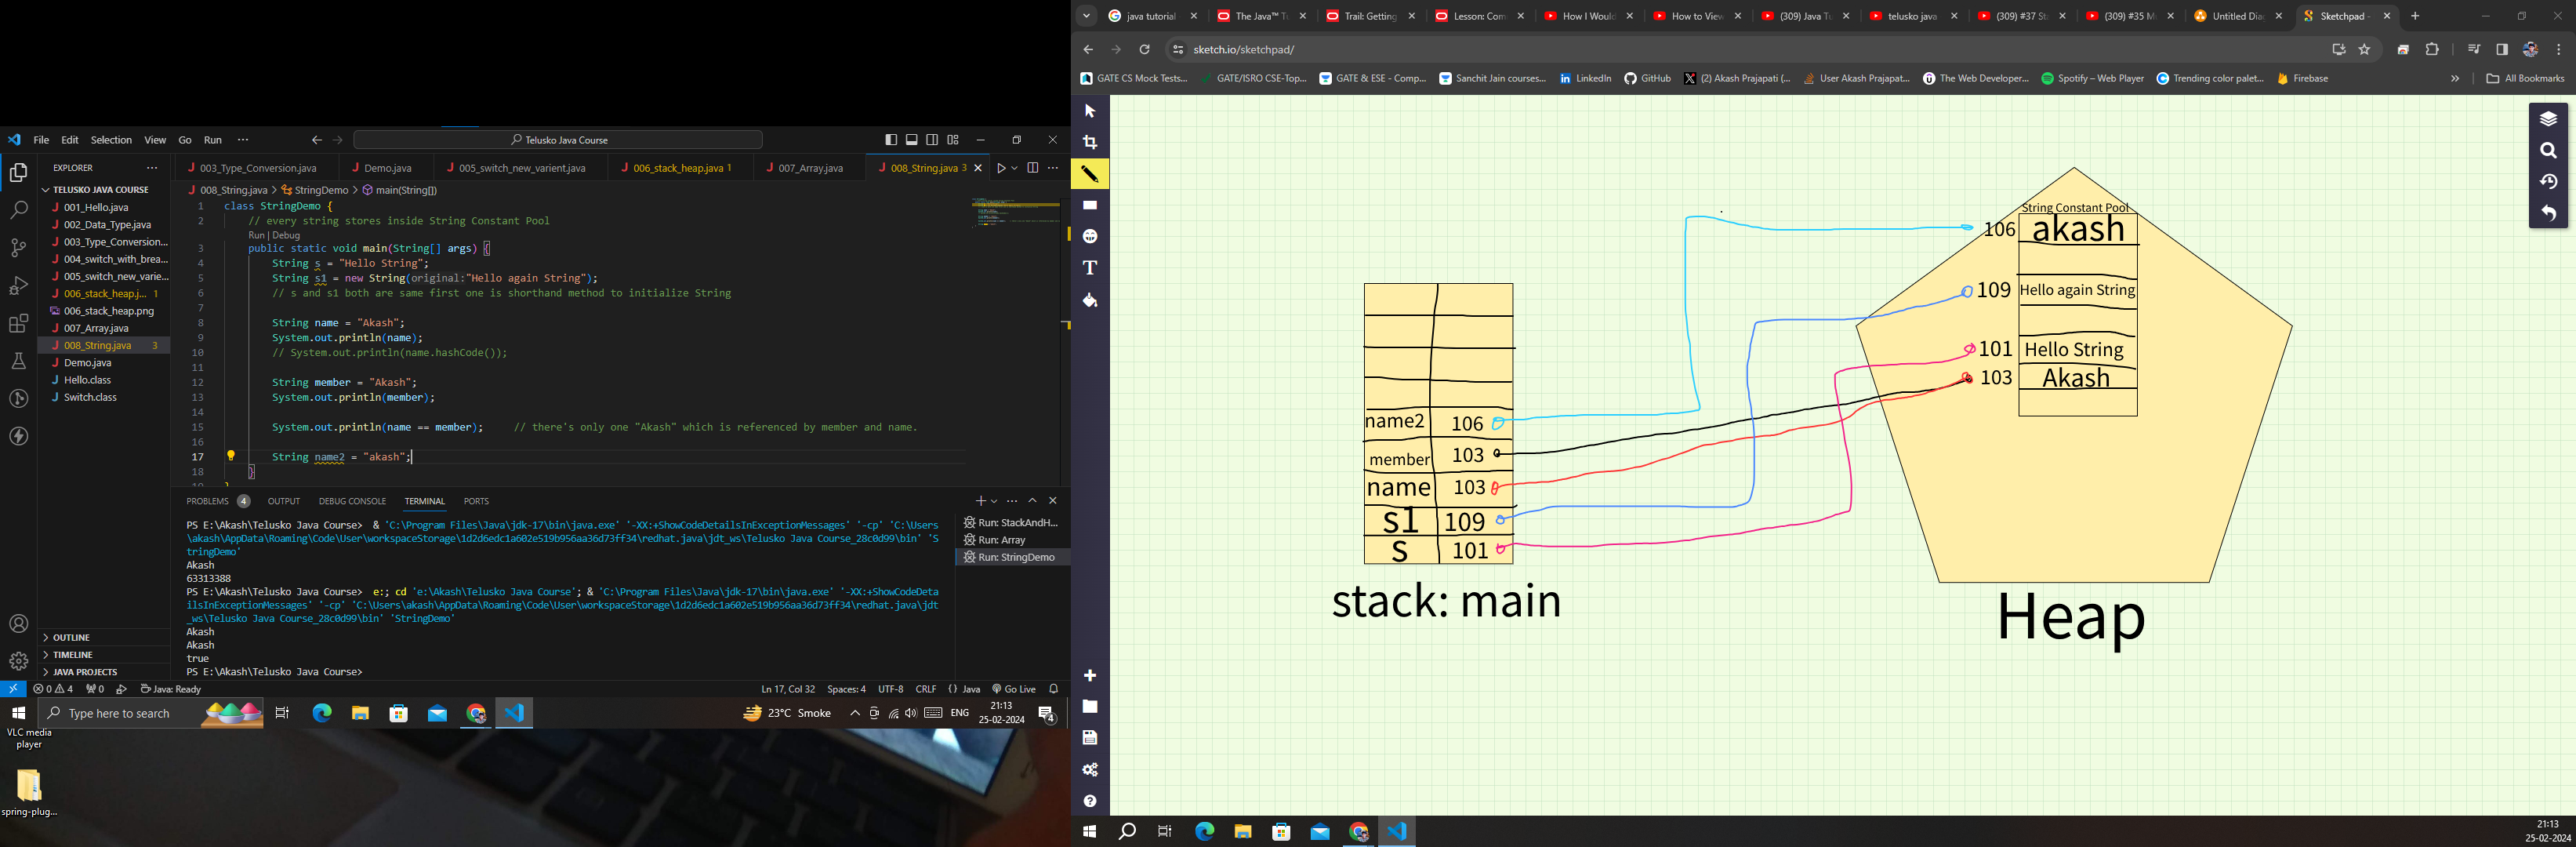 File Edit Selection View Go Run ··· Telusko Java Course
EXPLORER ···
TELUSKO JAVA COURSE
001_Hello.java
002_Data_Type.java
003_Type_Conversion...
004_switch_with_brea...
005_switch_new_varie...
006_stack_heap.j... 1
006_stack_heap.png
007_Array.java
008_String.java 3
Demo.java
Hello.class
Switch.class
OUTLINE
TIMELINE
JAVA PROJECTS
003_Type_Conversion.java Demo.java 005_switch_new_varient.java 006_stack_heap.java 1 007_Array.java 008_String.java 3
008_String.java > StringDemo > main(String[])
1 class StringDemo {
2 // every string stores inside String Constant Pool
Run | Debug
3 public static void main(String[] args) {
4 String s = "Hello String";
5 String s1 = new String(original:"Hello again String");
6 // s and s1 both are same first one is shorthand method to initialize String
7
8 String name = "Akash";
9 System.out.println(name);
10 // System.out.println(name.hashCode());
11
12 String member = "Akash";
13 System.out.println(member);
14
15 System.out.println(name == member); // there's only one "Akash" which is referenced by member and name.
16
17 String name2 = "akash";
18 }
PROBLEMS 4 OUTPUT DEBUG CONSOLE TERMINAL PORTS
PS E:\Akash\Telusko Java Course> & 'C:\Program Files\Java\jdk-17\bin\java.exe' '-XX:+ShowCodeDetailsInExceptionMessages' '-cp' 'C:\Users
\akash\AppData\Roaming\Code\User\workspaceStorage\1d2d6edc1a602e519b956aa36d73ff34\redhat.java\jdt_ws\Telusko Java Course_28c0d99\bin' 'S
tringDemo'
Akash
63313388
PS E:\Akash\Telusko Java Course> e:; cd 'e:\Akash\Telusko Java Course'; & 'C:\Program Files\Java\jdk-17\bin\java.exe' '-XX:+ShowCodeDeta
ilsInExceptionMessages' '-cp' 'C:\Users\akash\AppData\Roaming\Code\User\workspaceStorage\1d2d6edc1a602e519b956aa36d73ff34\redhat.java\jdt
_ws\Telusko Java Course_28c0d99\bin' 'StringDemo'
Akash
Akash
true
PS E:\Akash\Telusko Java Course>
Run: StackAndH...
Run: Array
Run: StringDemo
0 4 0 Java: Ready Ln 17, Col 32 Spaces: 4 UTF-8 CRLF {} Java Go Live
Type here to search 23°C Smoke ENG 21:13
25-02-2024 4
VLC media
player
spring-plug...
java tutorial The Java™ Tu Trail: Getting Lesson: Com How I Would How to View (309) Java Tu telusko java (309) #37 Sta (309) #35 M Untitled Diag Sketchpad -
sketch.io/sketchpad/
GATE CS Mock Tests... GATE/ISRO CSE-Top... GATE & ESE - Comp... Sanchit Jain courses... LinkedIn GitHub (2) Akash Prajapati (... User Akash Prajapat... The Web Developer... Spotify – Web Player Trending color palet... Firebase All Bookmarks
String Constant Pool
106 akash
109 Hello again String
101 Hello String
103 Akash
name2 106
member 103
name 103
s1 109
s 101
stack: main
Heap
21:13
25-02-2024